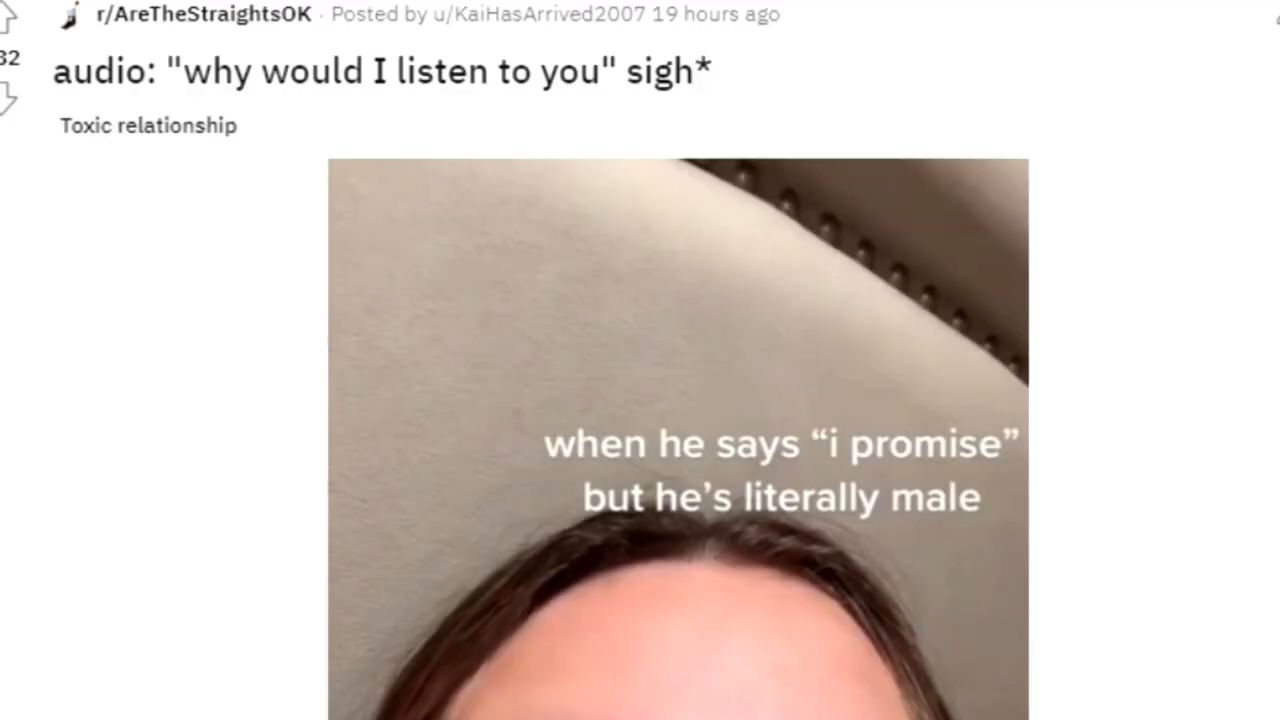 r/AreTheStraightsOK · Posted by u/KaiHasArrived2007 19 hours ago
32
audio: "why would I listen to you" sigh*
Toxic relationship
when he says “i promise”
but he’s literally male